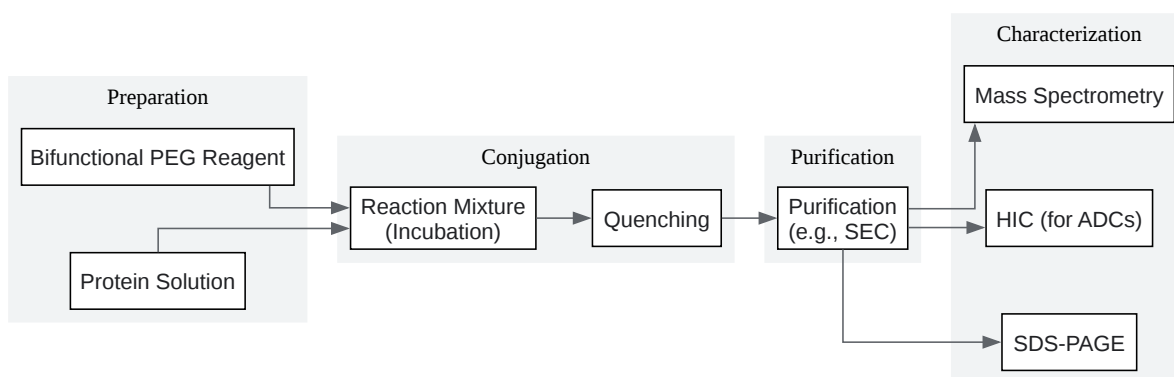 Preparation
Bifunctional PEG Reagent
Protein Solution
Conjugation
Reaction Mixture
(Incubation)
Quenching
Purification
Purification
(e.g., SEC)
Characterization
Mass Spectrometry
HIC (for ADCs)
SDS-PAGE